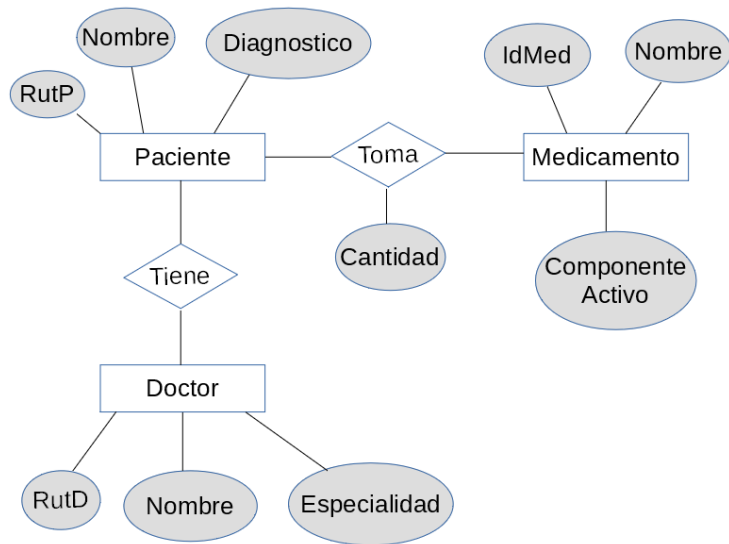 Nombre
Diagnostico
IdMed
Nombre
RutP
Paciente
Toma
Medicamento
Cantidad
Componente
Activo
Tiene
Doctor
RutD
Nombre
Especialidad